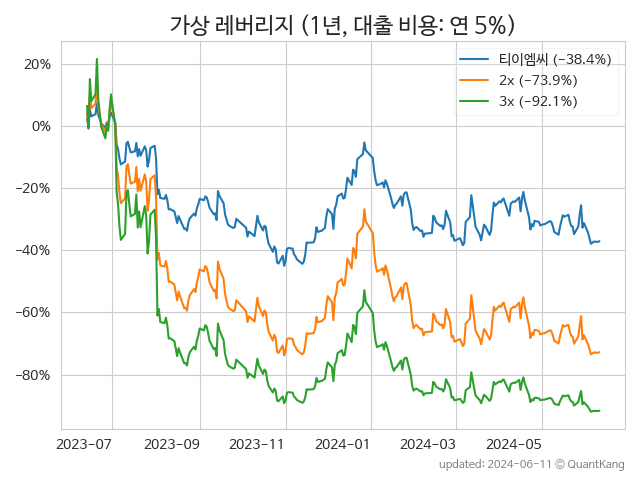 가상 레버리지 (1년, 대출 비용: 연 5%)
티이엠씨 (−38.4%)
2x (−73.9%)
3x (−92.1%)
20%
0%
−20%
−40%
−60%
−80%
2023-07
2023-09
2023-11
2024-01
2024-03
2024-05
updated: 2024-06-11 © QuantKang